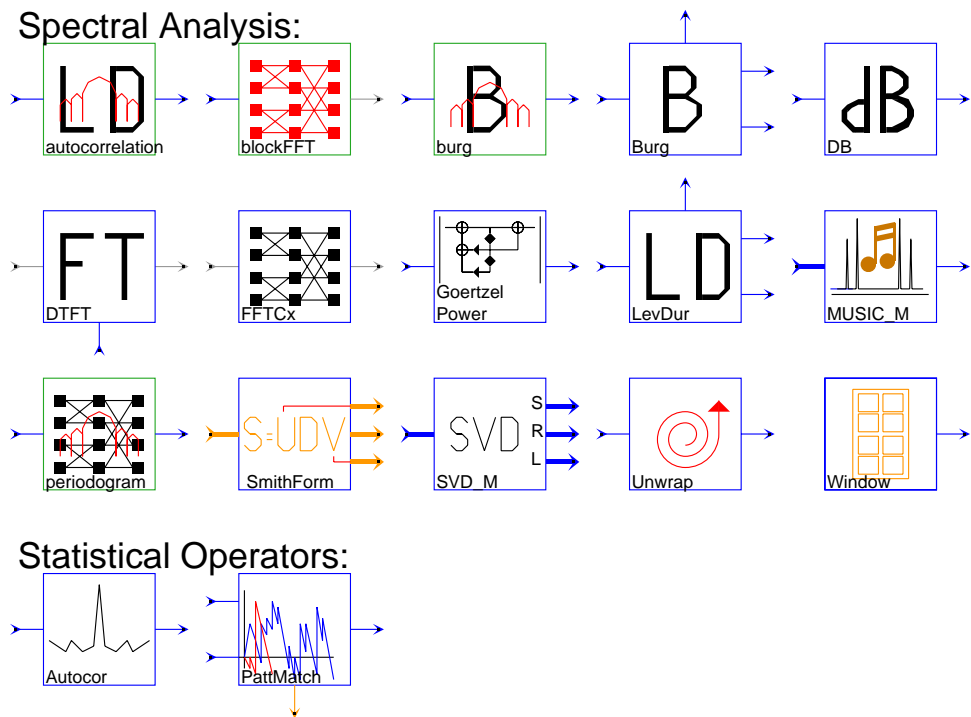 Spectral Analysis:
LD
autocorrelation
blockFFT
B
burg
B
Burg
dB
DB
FT
DTFT
FFTCx
Goertzel
Power
LD
LevDur
MUSIC_M
periodogram
S=UDV
SmithForm
SVD
S
R
L
SVD_M
Unwrap
Window
Statistical Operators:
Autocor
PattMatch